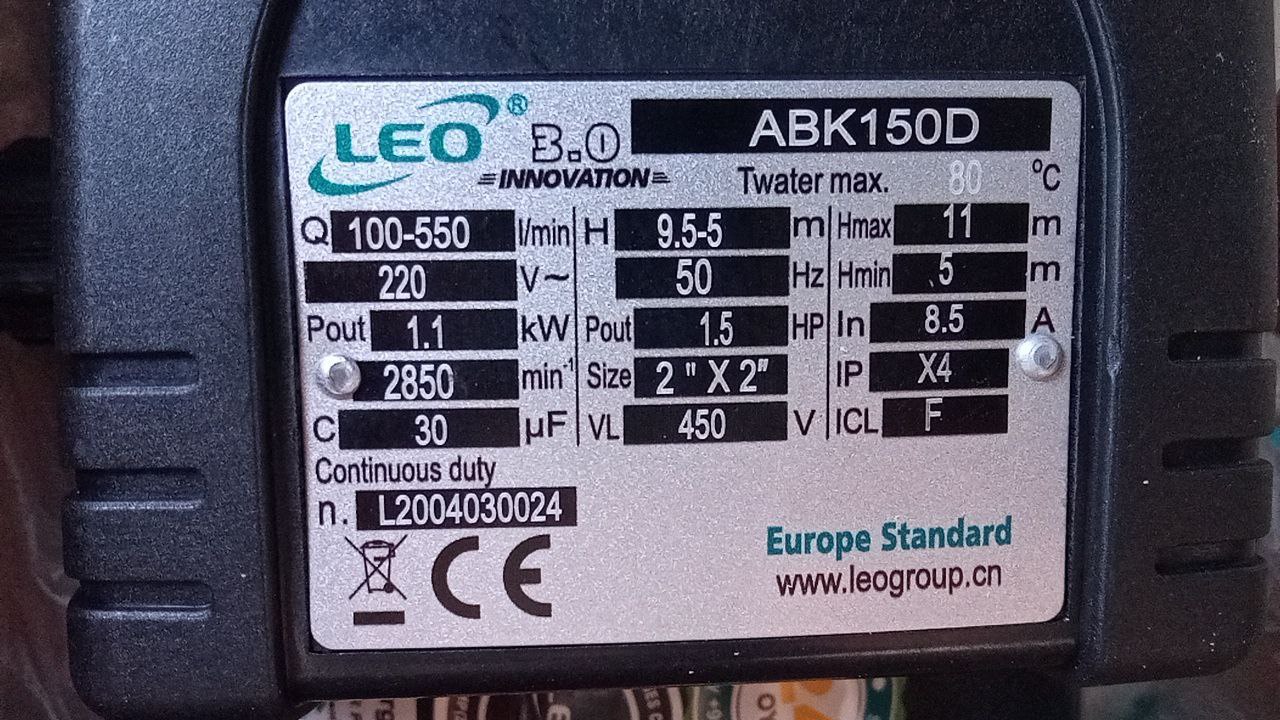 LEO ® 3.0 INNOVATION ABK150D
Twater max. 80 °C
Q 100-550 l/min H 9.5-5 m Hmax 11 m
220 V~ 50 Hz Hmin 5 m
Pout 1.1 kW Pout 1.5 HP In 8.5 A
2850 min⁻¹ Size 2 " X 2" IP X4
C 30 µF VL 450 V ICL F
Continuous duty
n. L2004030024
CE
Europe Standard
www.leogroup.cn